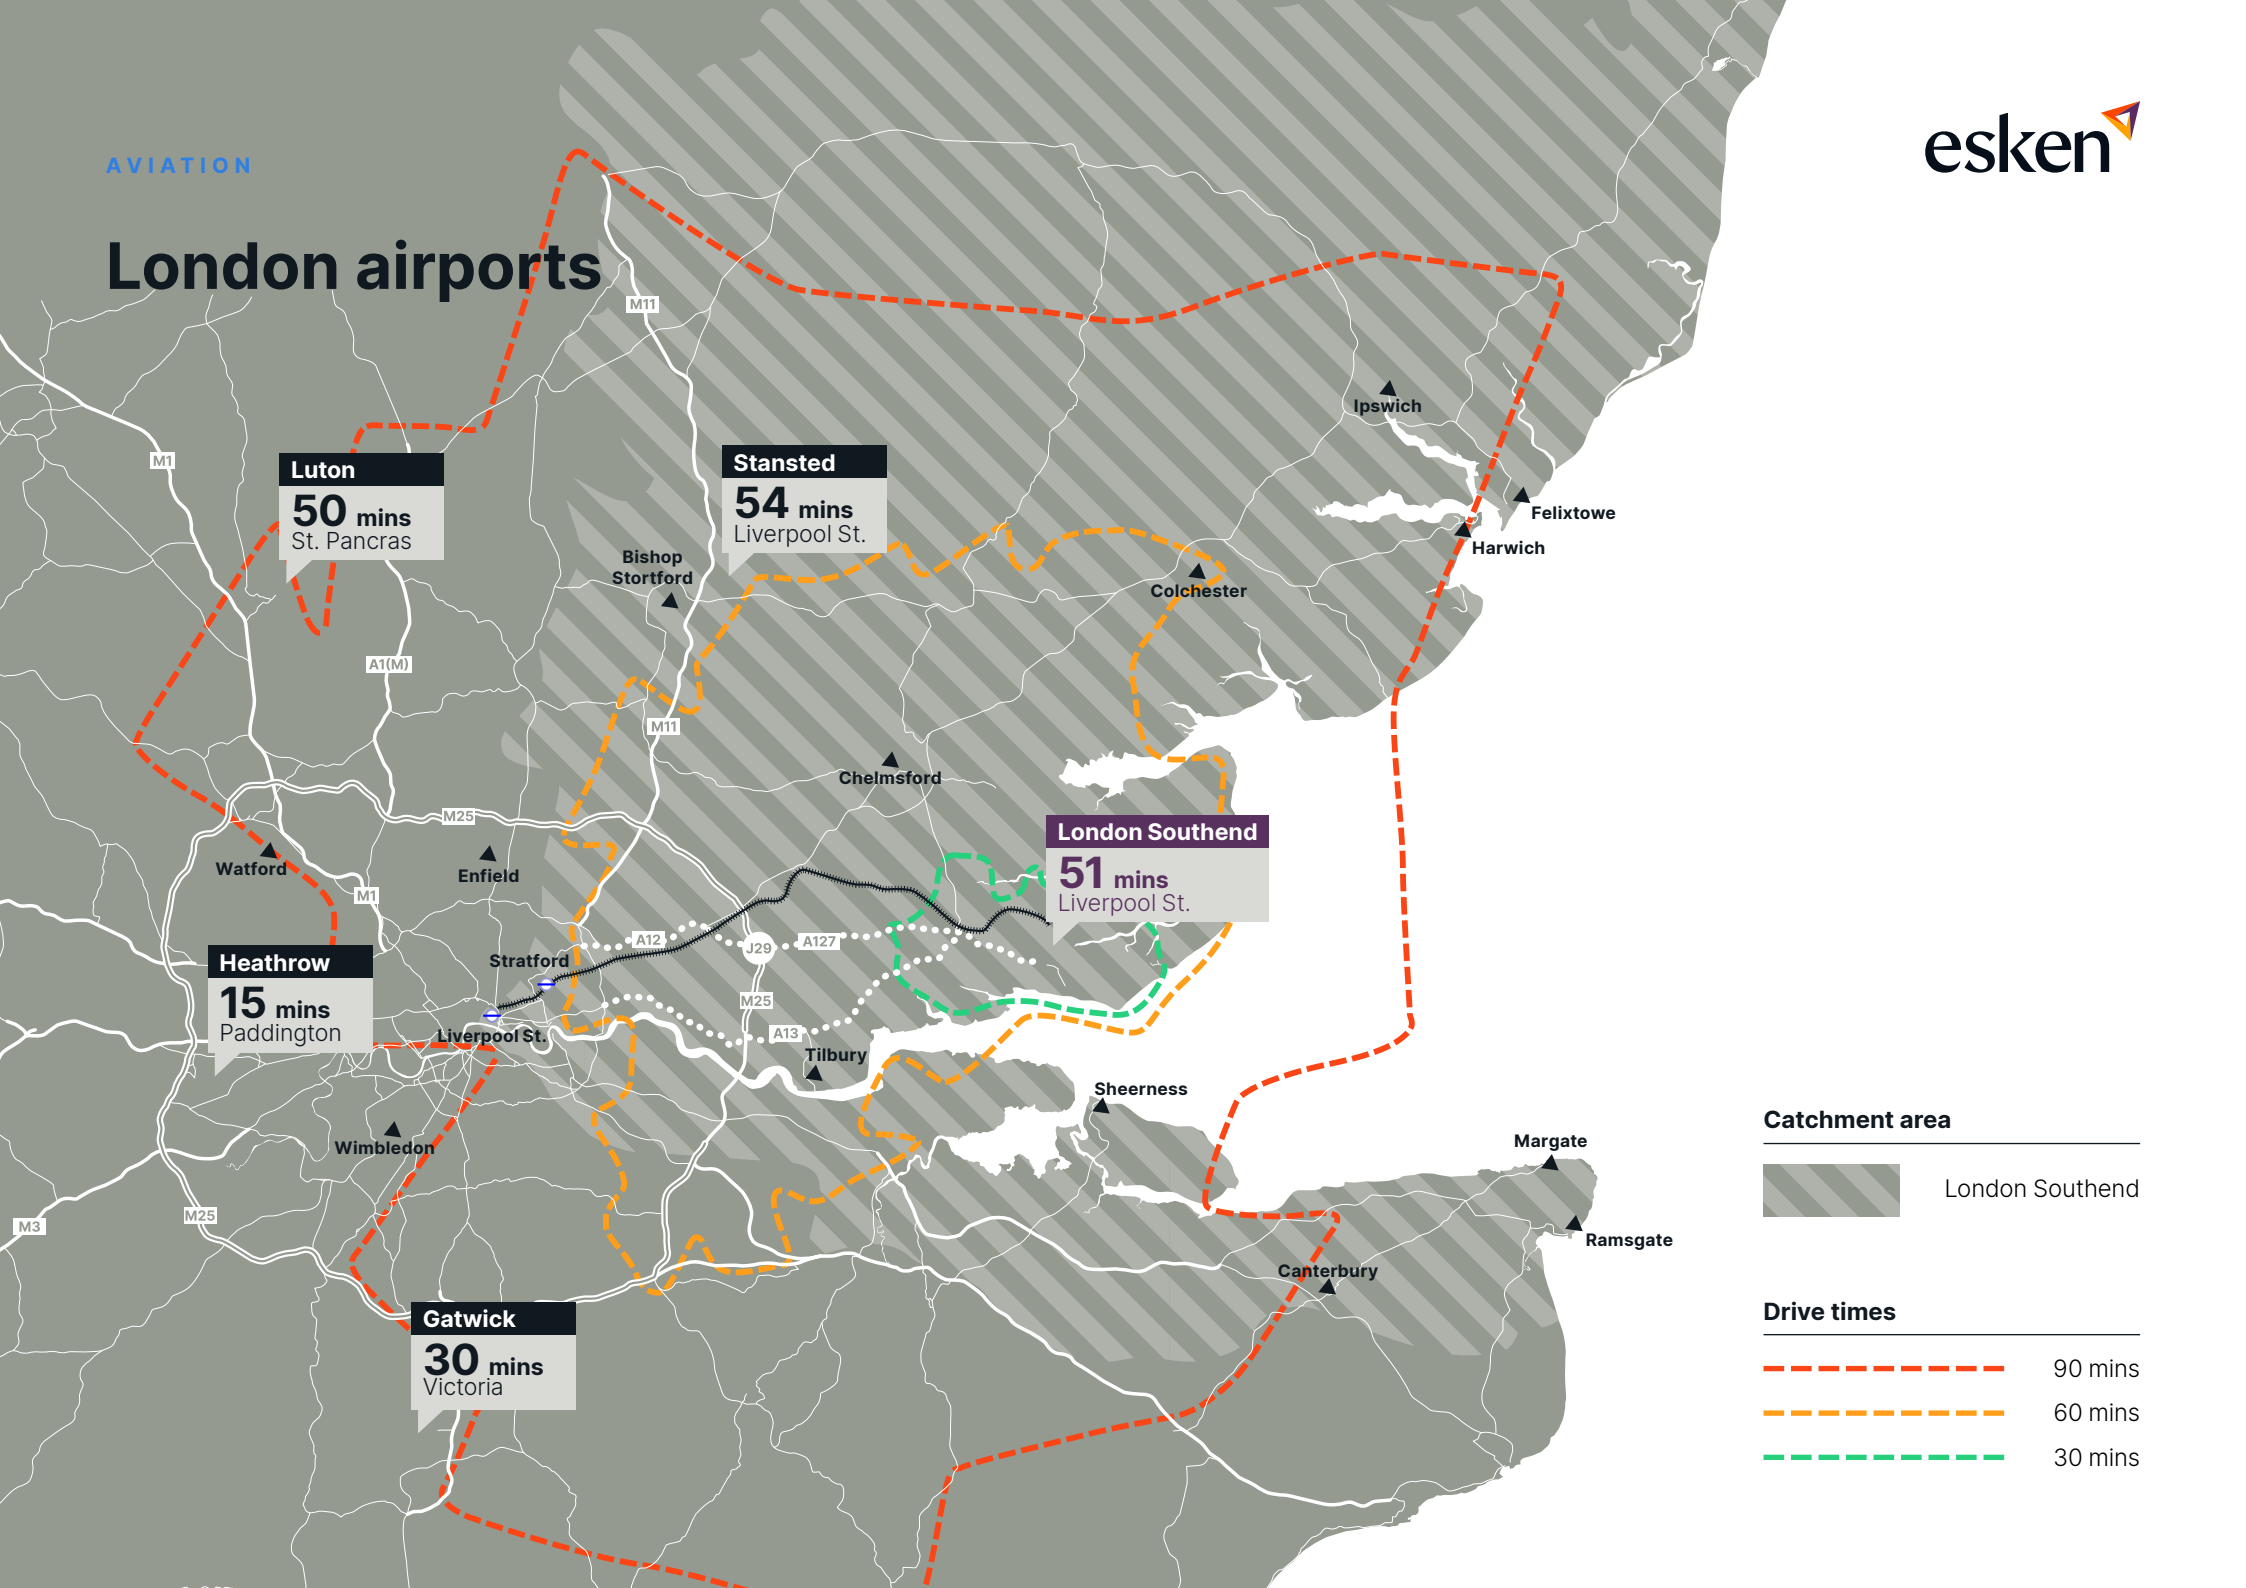 esken
AVIATION
London airports
M11
Ipswich
M1
Luton
50 mins
St. Pancras
Stansted
54 mins
Liverpool St.
Felixtowe
Harwich
Bishop
Stortford
Colchester
A1(M)
M11
Chelmsford
M25
London Southend
51 mins
Liverpool St.
Watford
Enfield
M1
A12
J29
A127
Stratford
Heathrow
15 mins
Paddington
M25
A13
Liverpool St.
Tilbury
Sheerness
Wimbledon
Margate
M25
M3
Ramsgate
Canterbury
Gatwick
30 mins
Victoria
Catchment area
London Southend
Drive times
90 mins
60 mins
30 mins